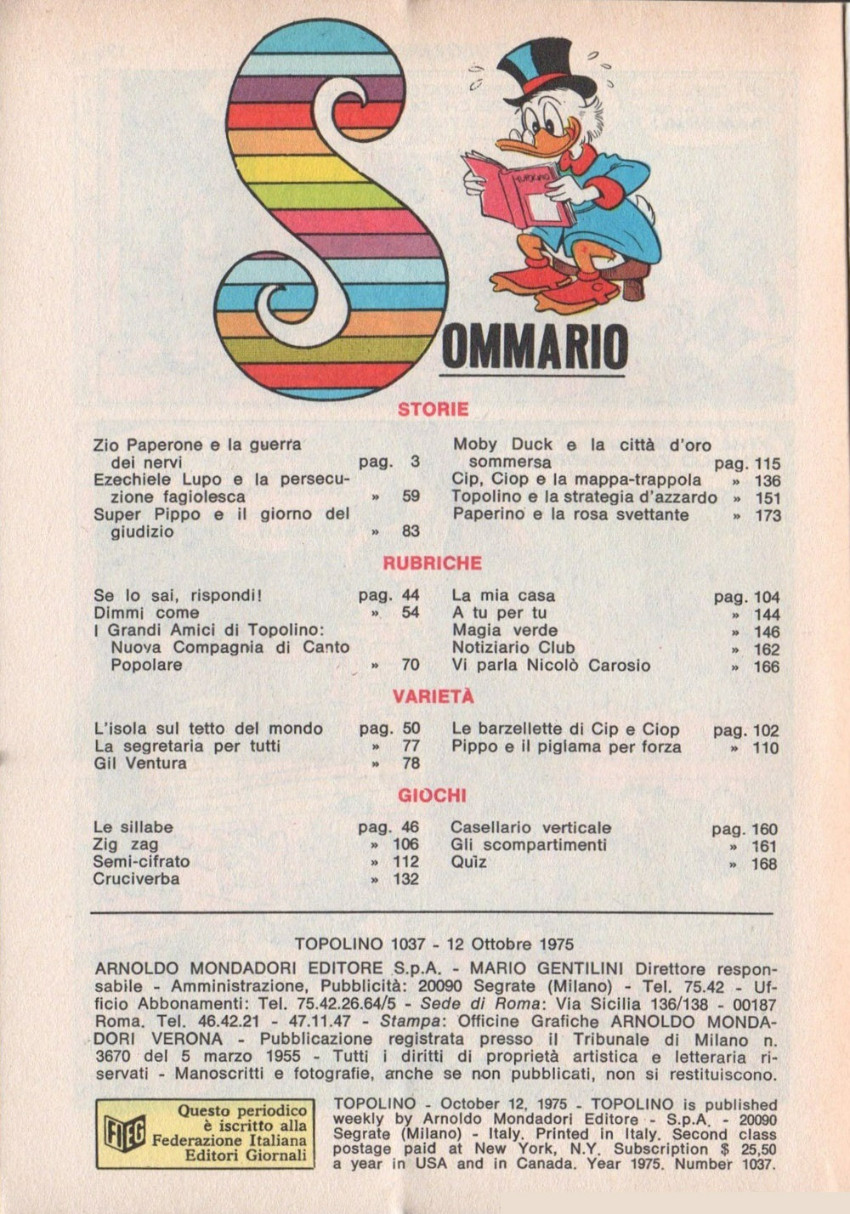 SOMMARIO
STORIE
Zio Paperone e la guerra
dei nervi pag. 3
Ezechiele Lupo e la persecu-
zione fagiolesca » 59
Super Pippo e il giorno del
giudizio » 83
Moby Duck e la città d'oro
sommersa pag. 115
Cip, Ciop e la mappa-trappola » 136
Topolino e la strategia d'azzardo » 151
Paperino e la rosa svettante » 173
RUBRICHE
Se lo sai, rispondi! pag. 44
Dimmi come » 54
I Grandi Amici di Topolino:
Nuova Compagnia di Canto
Popolare » 70
La mia casa pag. 104
A tu per tu » 144
Magia verde » 146
Notiziario Club » 162
Vi parla Nicolò Carosio » 166
VARIETÀ
L'isola sul tetto del mondo pag. 50
La segretaria per tutti » 77
Gil Ventura » 78
Le barzellette di Cip e Ciop pag. 102
Pippo e il piglama per forza » 110
GIOCHI
Le sillabe pag. 46
Zig zag » 106
Semi-cifrato » 112
Cruciverba » 132
Casellario verticale pag. 160
Gli scompartimenti » 161
Quiz » 168
TOPOLINO 1037 - 12 Ottobre 1975
ARNOLDO MONDADORI EDITORE S.p.A. - MARIO GENTILINI Direttore respon-
sabile - Amministrazione, Pubblicità: 20090 Segrate (Milano) - Tel. 75.42 - Uf-
ficio Abbonamenti: Tel. 75.42.26.64/5 - Sede di Roma: Via Sicilia 136/138 - 00187
Roma. Tel. 46.42.21 - 47.11.47 - Stampa: Officine Grafiche ARNOLDO MONDA-
DORI VERONA - Pubblicazione registrata presso il Tribunale di Milano n.
3670 del 5 marzo 1955 - Tutti i diritti di proprietà artistica e letteraria ri-
servati - Manoscritti e fotografie, anche se non pubblicati, non si restituiscono.
FIEG
Questo periodico
è iscritto alla
Federazione Italiana
Editori Giornali
TOPOLINO - October 12, 1975 - TOPOLINO is published
weekly by Arnoldo Mondadori Editore - S.p.A. - 20090
Segrate (Milano) - Italy. Printed in Italy. Second class
postage paid at New York, N.Y. Subscription $ 25,50
a year in USA and in Canada. Year 1975. Number 1037.